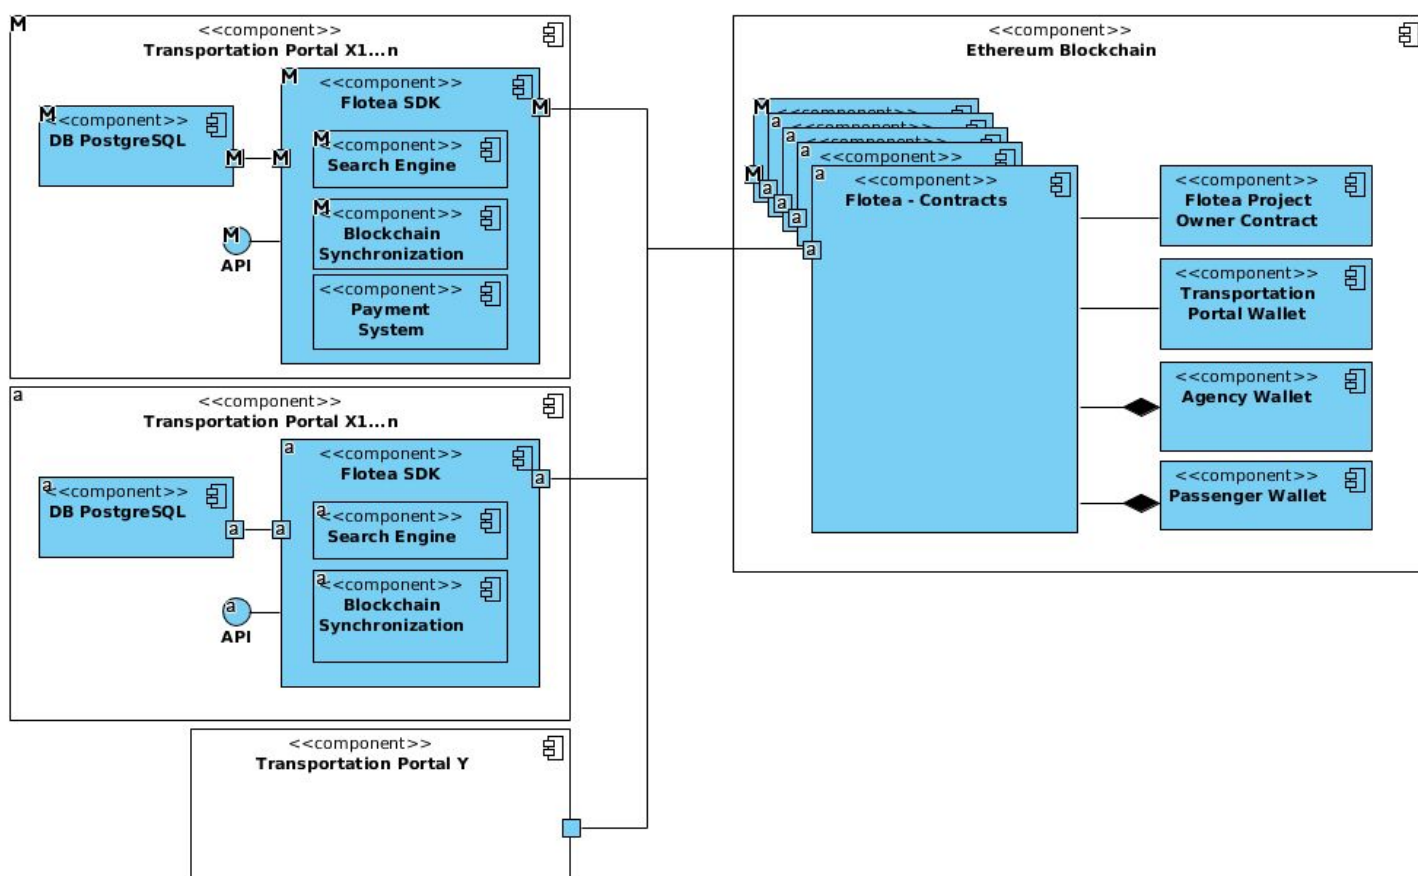 M
<<component>>
Transportation Portal X1...n
M
<<component>>
Flotea SDK
M
M
<<component>>
DB PostgreSQL
M
M
M
<<component>>
Search Engine
M
<<component>>
Blockchain
Synchronization
M
API
<<component>>
Payment
System
a
<<component>>
Transportation Portal X1...n
<<component>>
Flotea SDK
a
a
a
<<component>>
DB PostgreSQL
a
a
a
<<component>>
Search Engine
a
<<component>>
Blockchain
Synchronization
a
API
<<component>>
Transportation Portal Y
<<component>>
Ethereum Blockchain
M
a
a
a
<<component>>
a
<<component>>
Flotea - Contracts
M
a
a
a
a
<<component>>
Flotea Project
Owner Contract
<<component>>
Transportation
Portal Wallet
<<component>>
Agency Wallet
<<component>>
Passenger Wallet